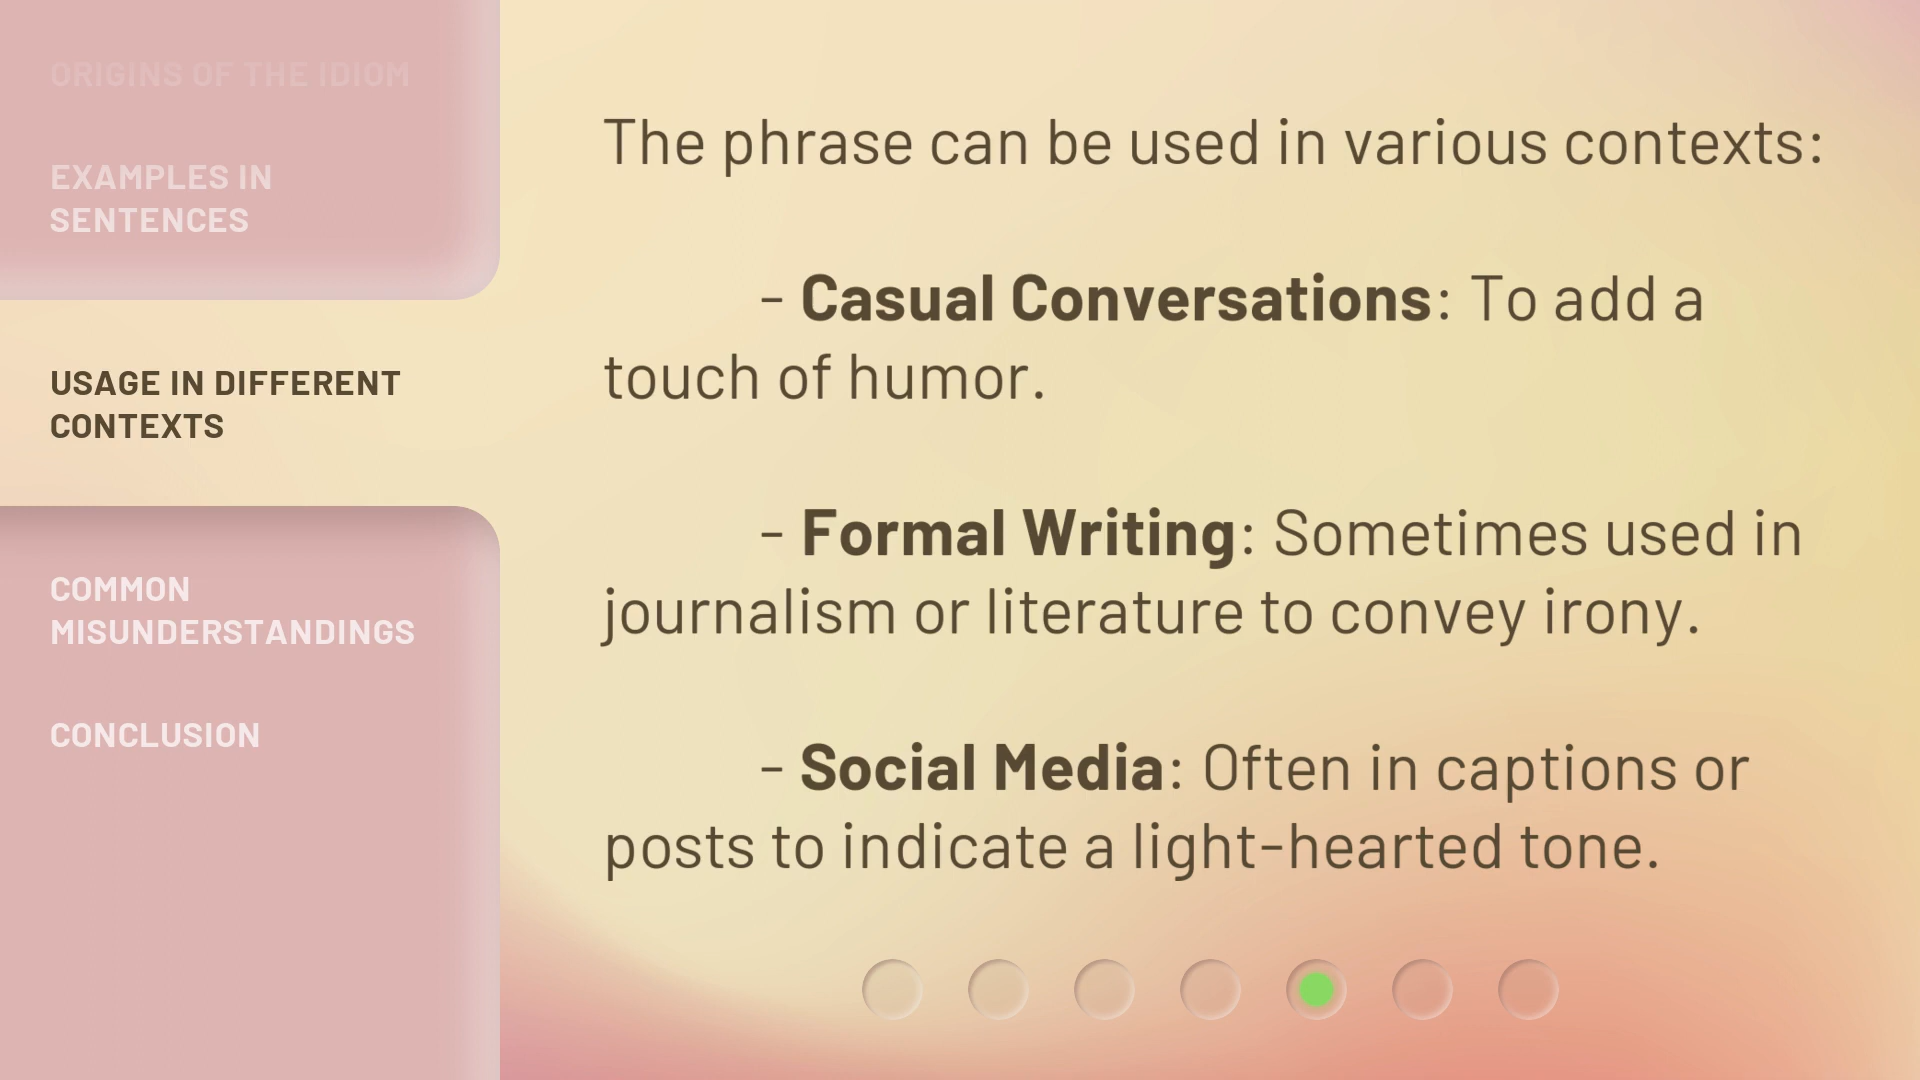 ORIGINS OF THE IDIOM
EXAMPLES IN
SENTENCES
USAGE IN DIFFERENT
CONTEXTS
COMMON
MISUNDERSTANDINGS
CONCLUSION
The phrase can be used in various contexts:
- Casual Conversations: To add a
touch of humor.
- Formal Writing: Sometimes used in
journalism or literature to convey irony.
- Social Media: Often in captions or
posts to indicate a light-hearted tone.